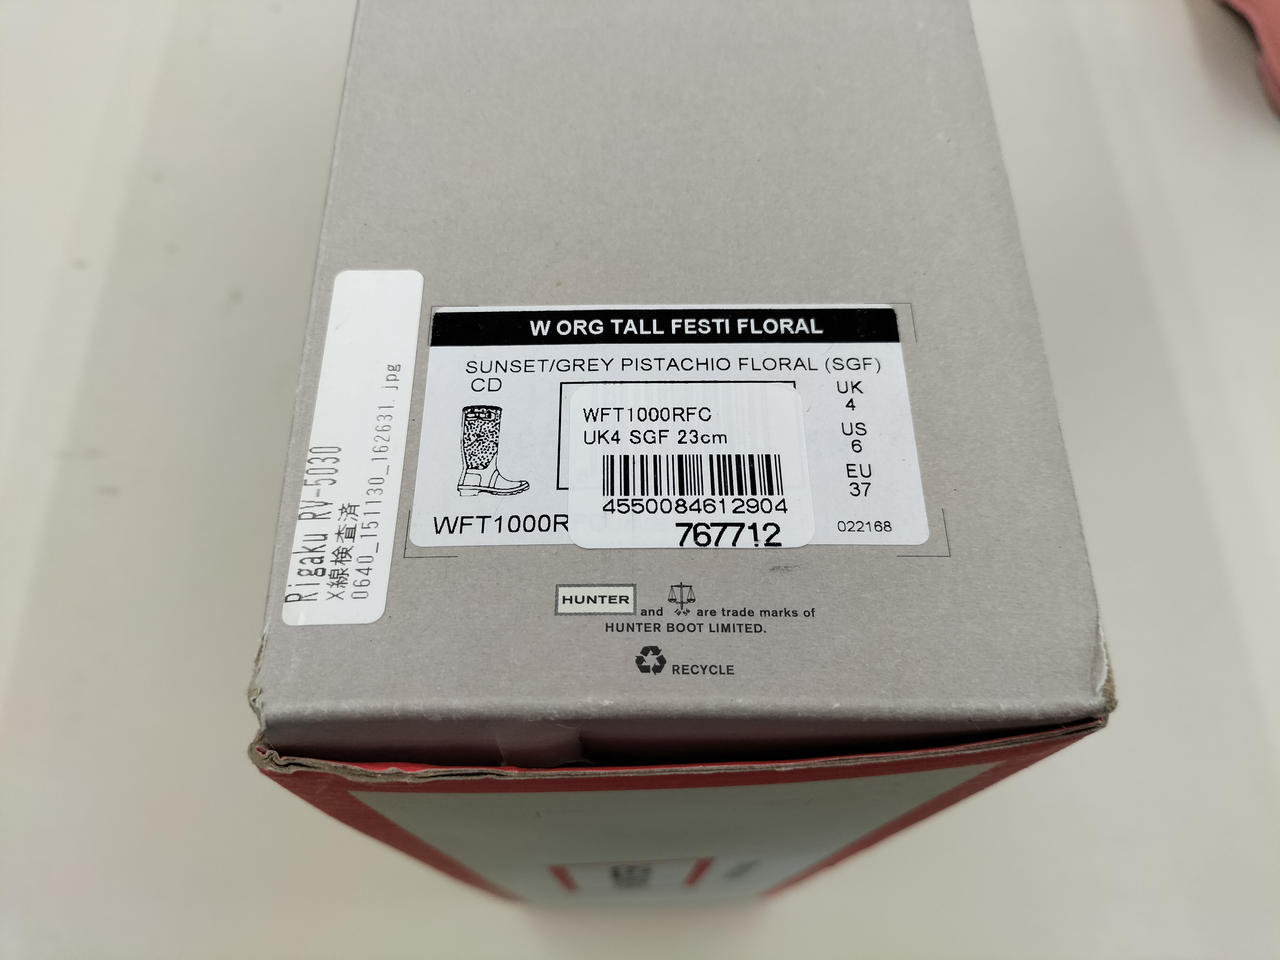 W ORG TALL FESTI FLORAL
SUNSET/GREY PISTACHIO FLORAL (SGF)
CD
UK
4
US
6
EU
37
WFT1000RFC
UK4 SGF 23cm
4550084612904
767712
WFT1000R
022168
Rigaku RV-5030
X線検査済
0640_151130_162631.jpg
HUNTER and are trade marks of
HUNTER BOOT LIMITED.
RECYCLE